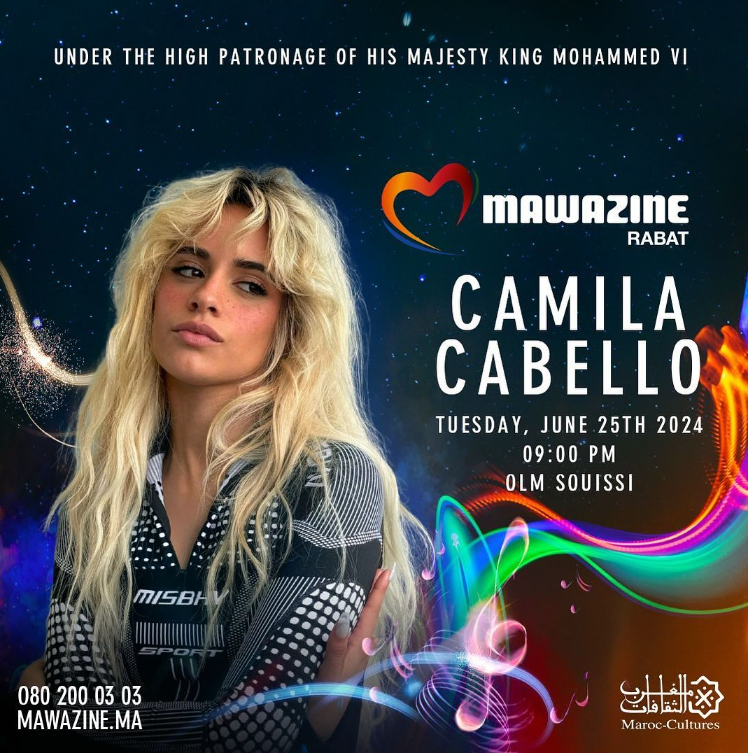 UNDER THE HIGH PATRONAGE OF HIS MAJESTY KING MOHAMMED VI
MAWAZINE
RABAT
CAMILA
CABELLO
TUESDAY, JUNE 25TH 2024
09:00 PM
OLM SOUISSI
MISBHV
SPORT
080 200 03 03
MAWAZINE.MA
مغرب
الثقافات
Maroc-Cultures